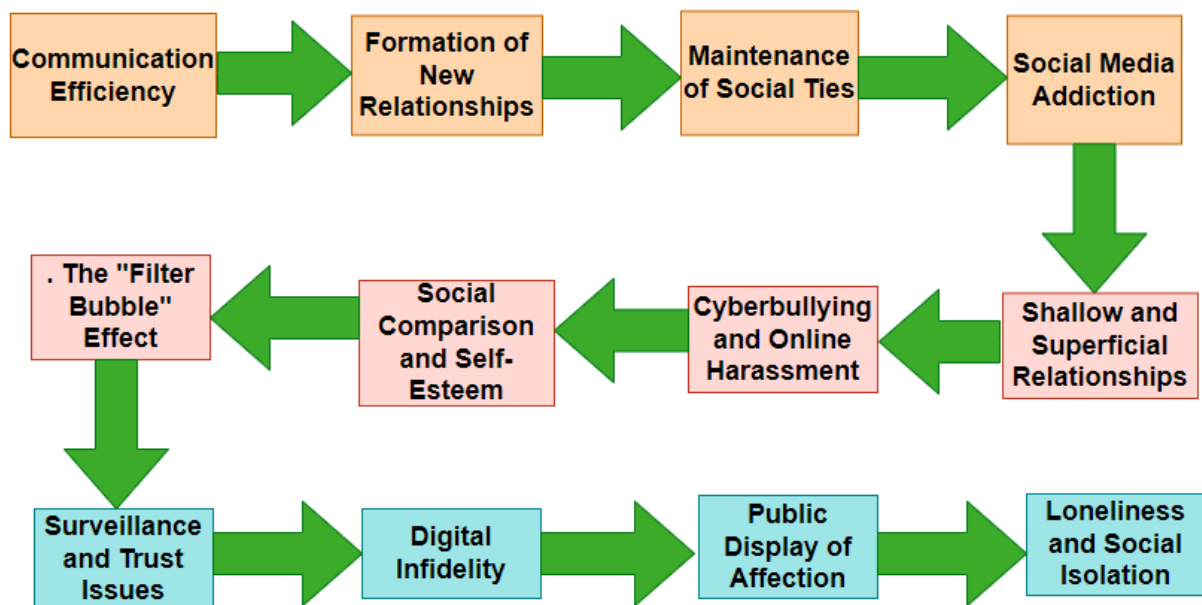 Communication
Efficiency
Formation of
New
Relationships
Maintenance
of Social Ties
Social Media
Addiction
Shallow and
Superficial
Relationships
Cyberbullying
and Online
Harassment
Social
Comparison
and Self-
Esteem
. The "Filter
Bubble"
Effect
Surveillance
and Trust
Issues
Digital
Infidelity
Public
Display of
Affection
Loneliness
and Social
Isolation